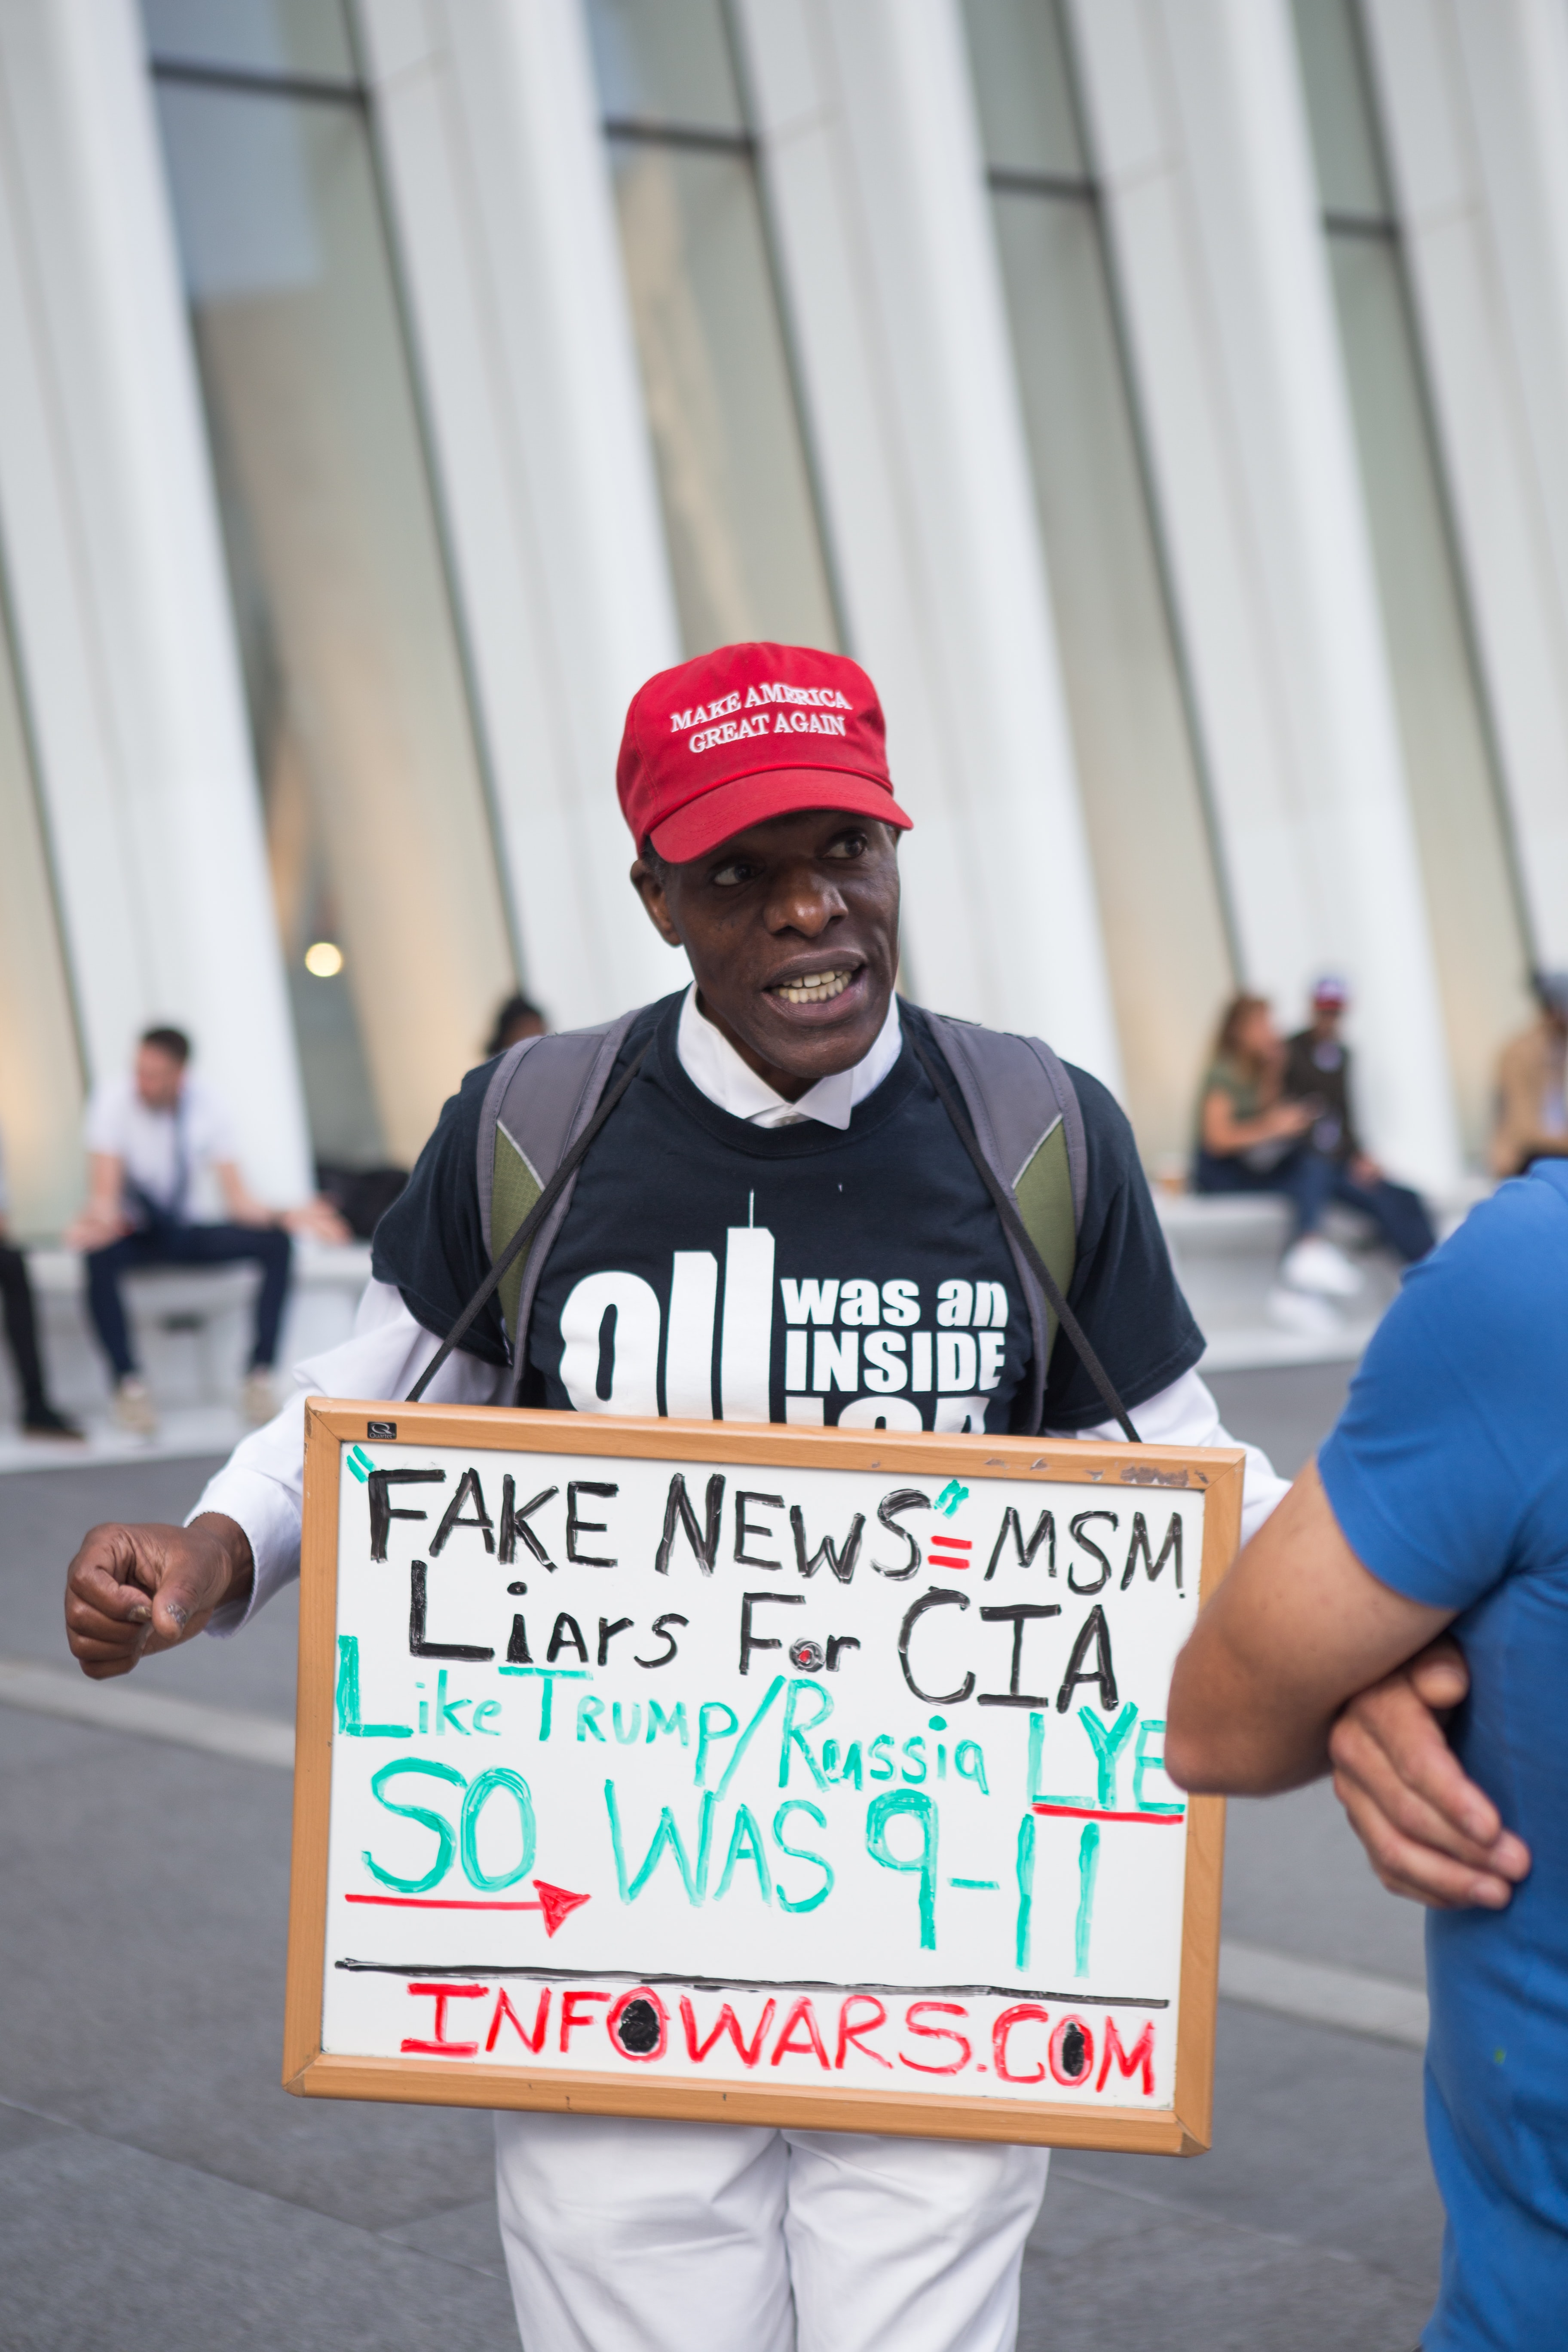 MAKE AMERICA
GREAT AGAIN
911 was an
INSIDE
"FAKE NEWS"=MSM
LiArs For CIA
Like TRUMP/Russia LYE
SO WAS 9-11
INFOWARS.COM